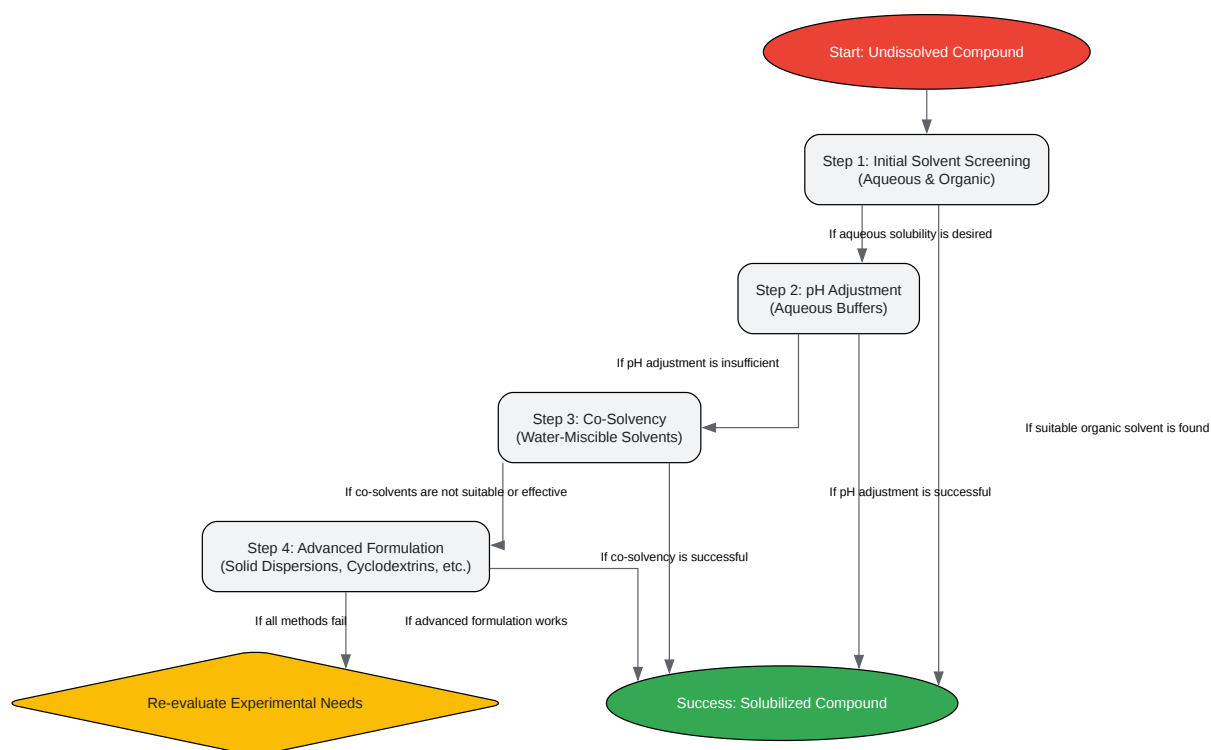 Start: Undissolved Compound
Step 1: Initial Solvent Screening
(Aqueous & Organic)
If aqueous solubility is desired
Step 2: pH Adjustment
(Aqueous Buffers)
If pH adjustment is insufficient
Step 3: Co-Solvency
(Water-Miscible Solvents)
If suitable organic solvent is found
If co-solvents are not suitable or effective
If pH adjustment is successful
Step 4: Advanced Formulation
(Solid Dispersions, Cyclodextrins, etc.)
If co-solvency is successful
If all methods fail
If advanced formulation works
Re-evaluate Experimental Needs
Success: Solubilized Compound